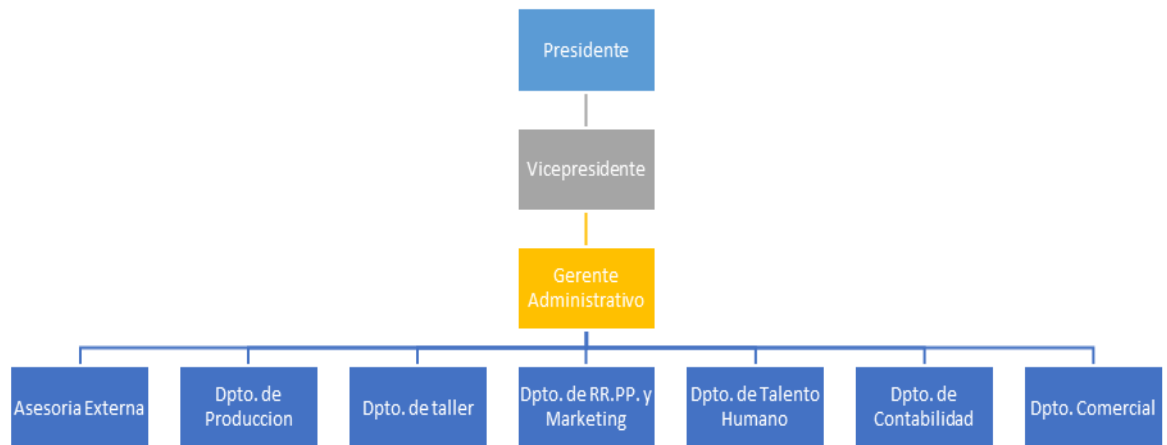 Presidente
Vicepresidente
Gerente
Administrativo
Asesoria Externa
Dpto. de
Produccion
Dpto. de taller
Dpto. de RR.PP. y
Marketing
Dpto. de Talento
Humano
Dpto. de
Contabilidad
Dpto. Comercial